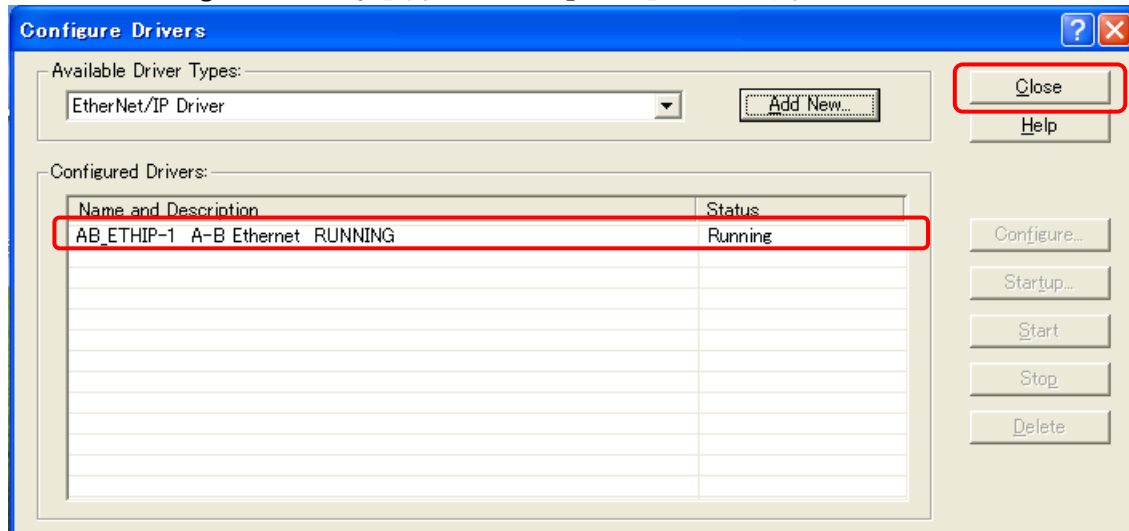 Configure Drivers
Available Driver Types:
EtherNet/IP Driver
Add New...
Close
Help
Configured Drivers:
Name and Description Status
AB_ETHIP-1 A-B Ethernet RUNNING Running
Configure...
Startup...
Start
Stop
Delete